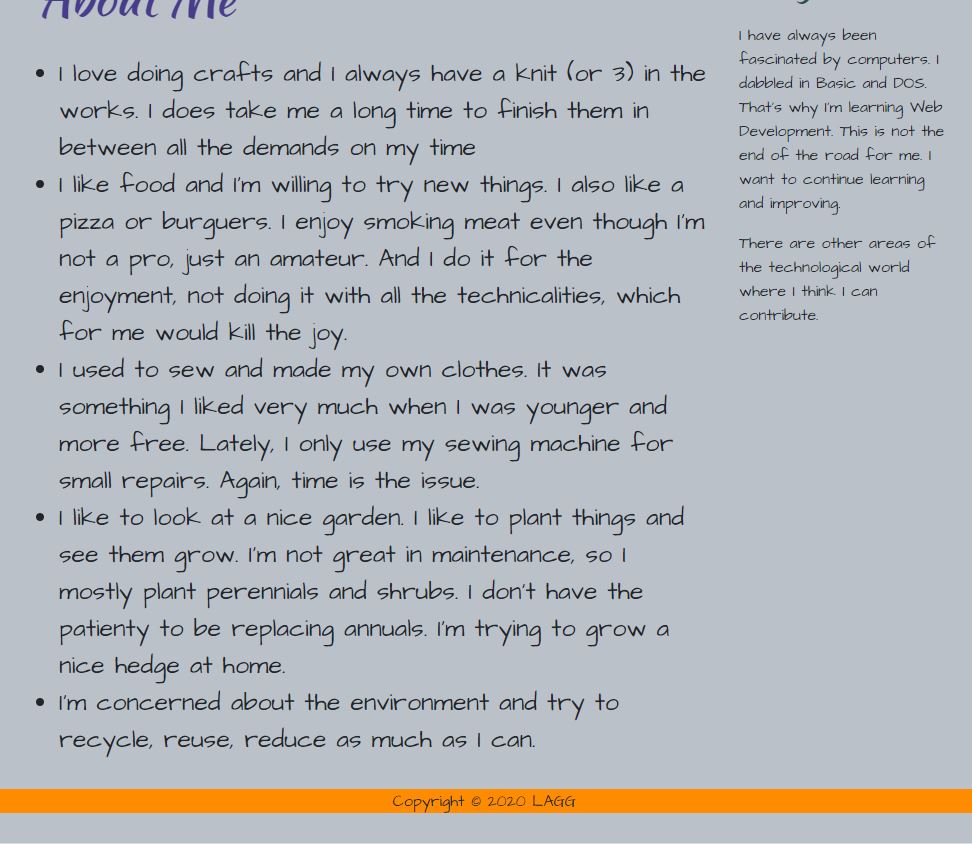 About Me
I love doing crafts and I always have a knit (or 3) in the
works. I does take me a long time to finish them in
between all the demands on my time
I like food and I'm willing to try new things. I also like a
pizza or burguers. I enjoy smoking meat even though I'm
not a pro, just an amateur. And I do it for the
enjoyment, not doing it with all the technicalities, which
for me would kill the joy.
I used to sew and made my own clothes. It was
something I liked very much when I was younger and
more free. Lately, I only use my sewing machine for
small repairs. Again, time is the issue.
I like to look at a nice garden. I like to plant things and
see them grow. I'm not great in maintenance, so I
mostly plant perennials and shrubs. I don't have the
patienty to be replacing annuals. I'm trying to grow a
nice hedge at home.
I'm concerned about the environment and try to
recycle, reuse, reduce as much as I can.
I have always been
fascinated by computers. I
dabbled in Basic and DOS.
That's why I'm learning Web
Development. This is not the
end of the road for me. I
want to continue learning
and improving.
There are other areas of
the technological world
where I think I can
contribute.
Copyright © 2020 LAGG